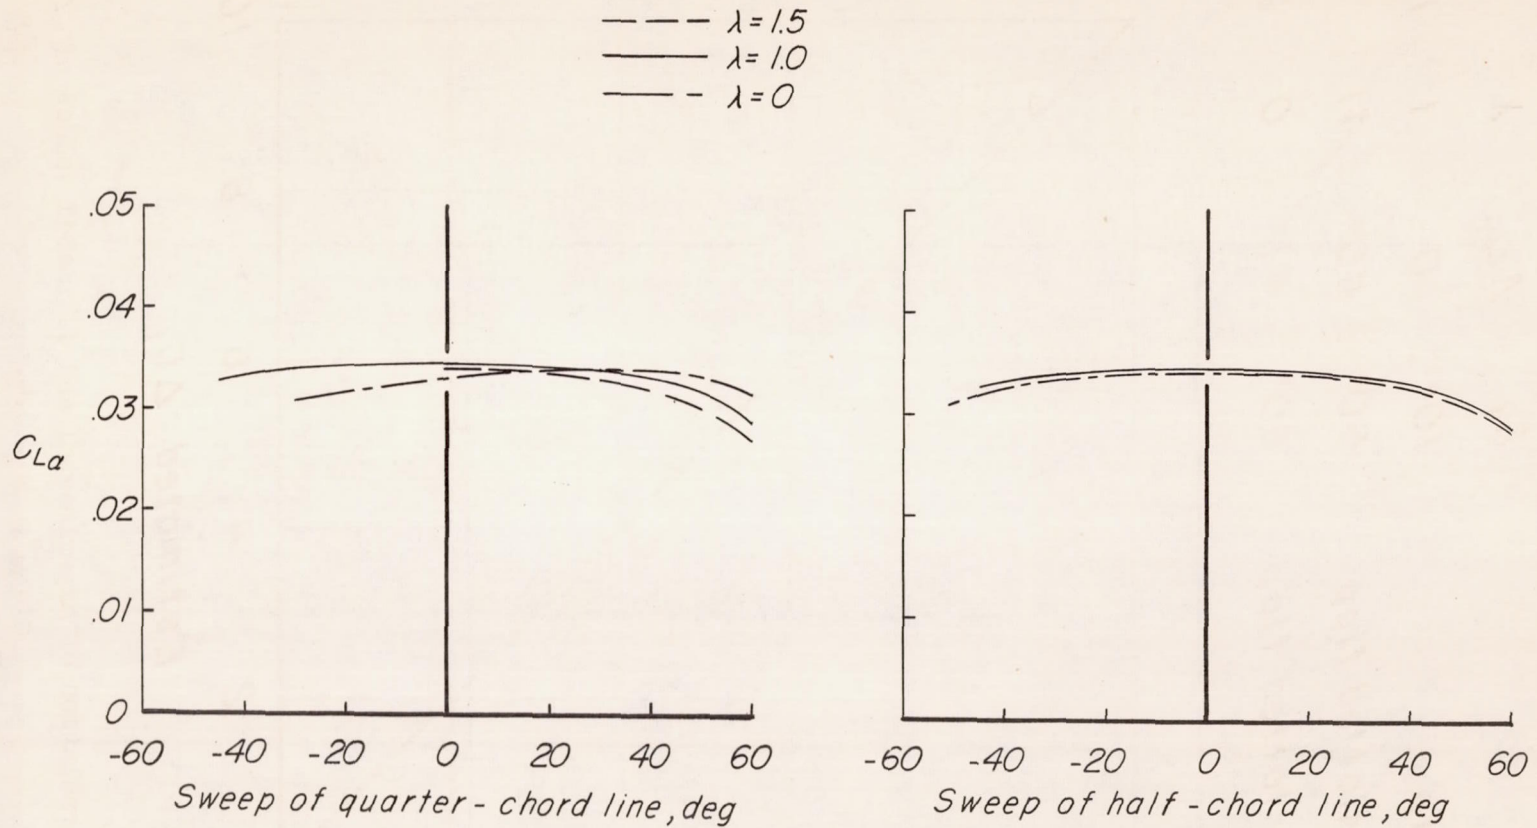 λ=1.5
λ=1.0
λ=0
.05
.04
.03
.02
.01
0
CLα
-60 -40 -20 0 20 40 60
Sweep of quarter-chord line, deg
-60 -40 -20 0 20 40 60
Sweep of half-chord line, deg